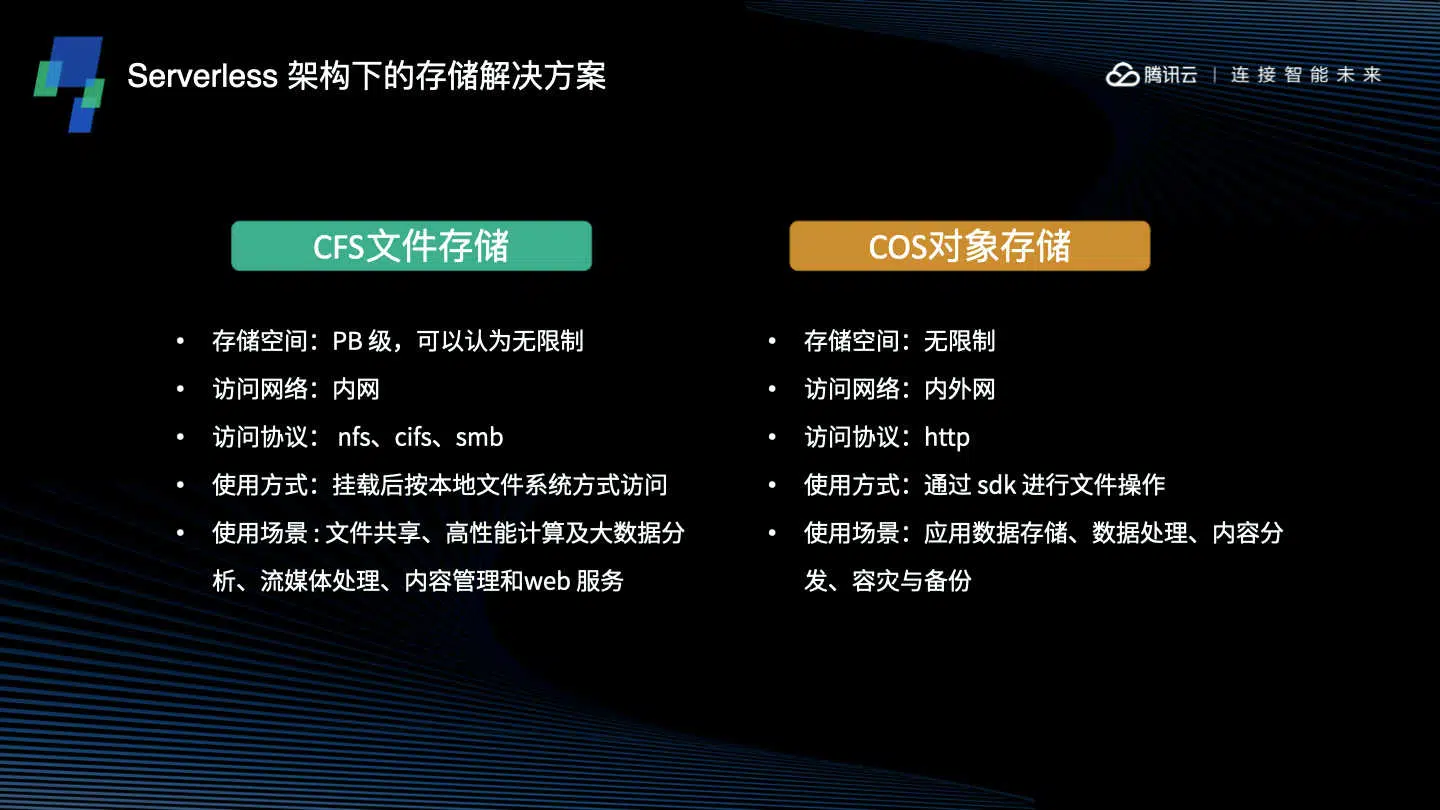 Serverless 架构下的存储解决方案
腾讯云 | 连接智能未来
CFS文件存储
• 存储空间：PB 级，可以认为无限制
• 访问网络：内网
• 访问协议： nfs、cifs、smb
• 使用方式：挂载后按本地文件系统方式访问
• 使用场景 : 文件共享、高性能计算及大数据分
析、流媒体处理、内容管理和web 服务
COS对象存储
• 存储空间：无限制
• 访问网络：内外网
• 访问协议：http
• 使用方式：通过 sdk 进行文件操作
• 使用场景：应用数据存储、数据处理、内容分
发、容灾与备份